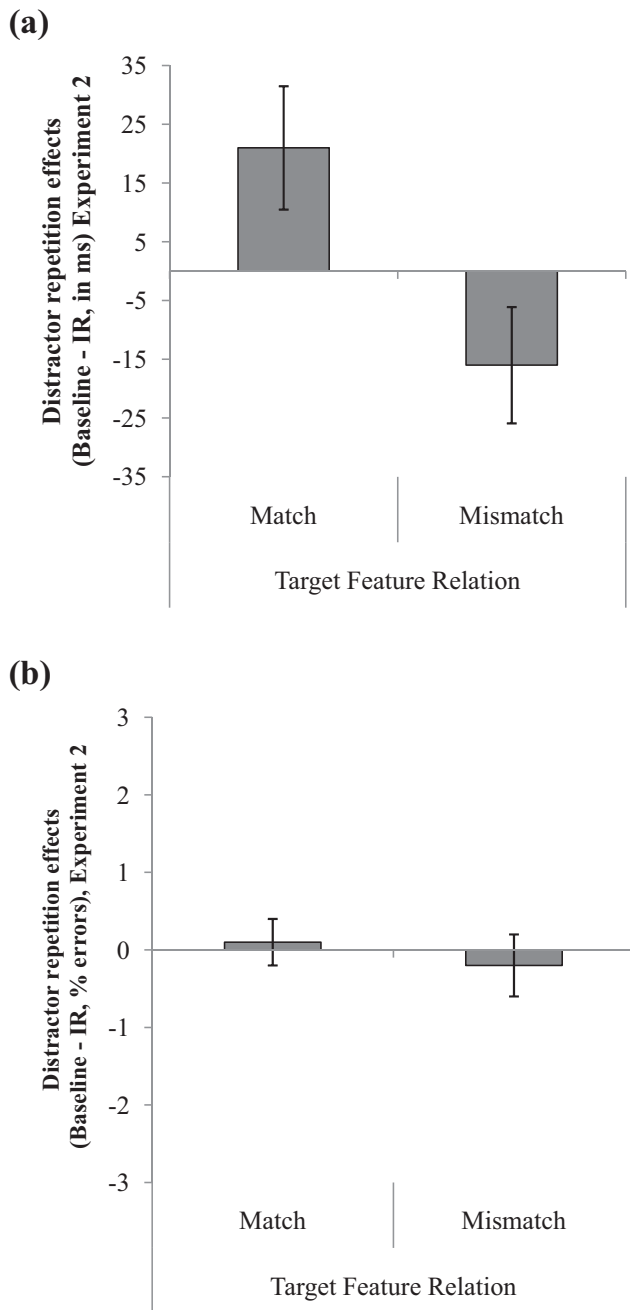 (a)
Distractor repetition effects
(Baseline - IR, in ms) Experiment 2
35
25
15
5
-5
-15
-25
-35
Match Mismatch
Target Feature Relation
(b)
Distractor repetition effects
(Baseline - IR, % errors), Experiment 2
3
2
1
0
-1
-2
-3
Match Mismatch
Target Feature Relation